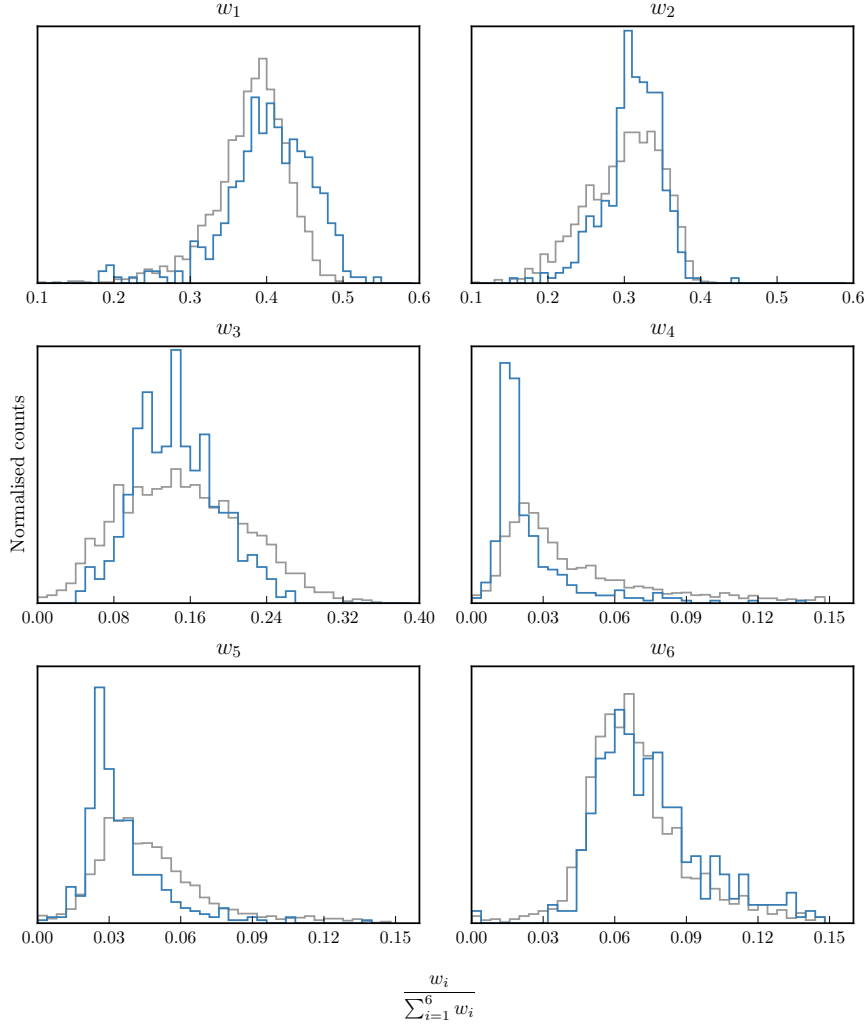 w₁ w₂
0.1 0.2 0.3 0.4 0.5 0.6 0.1 0.2 0.3 0.4 0.5 0.6
w₃ w₄
Normalised counts
0.00 0.08 0.16 0.24 0.32 0.40 0.00 0.03 0.06 0.09 0.12 0.15
w₅ w₆
0.00 0.03 0.06 0.09 0.12 0.15 0.00 0.03 0.06 0.09 0.12 0.15
wᵢ
∑⁶ᵢ₌₁ wᵢ